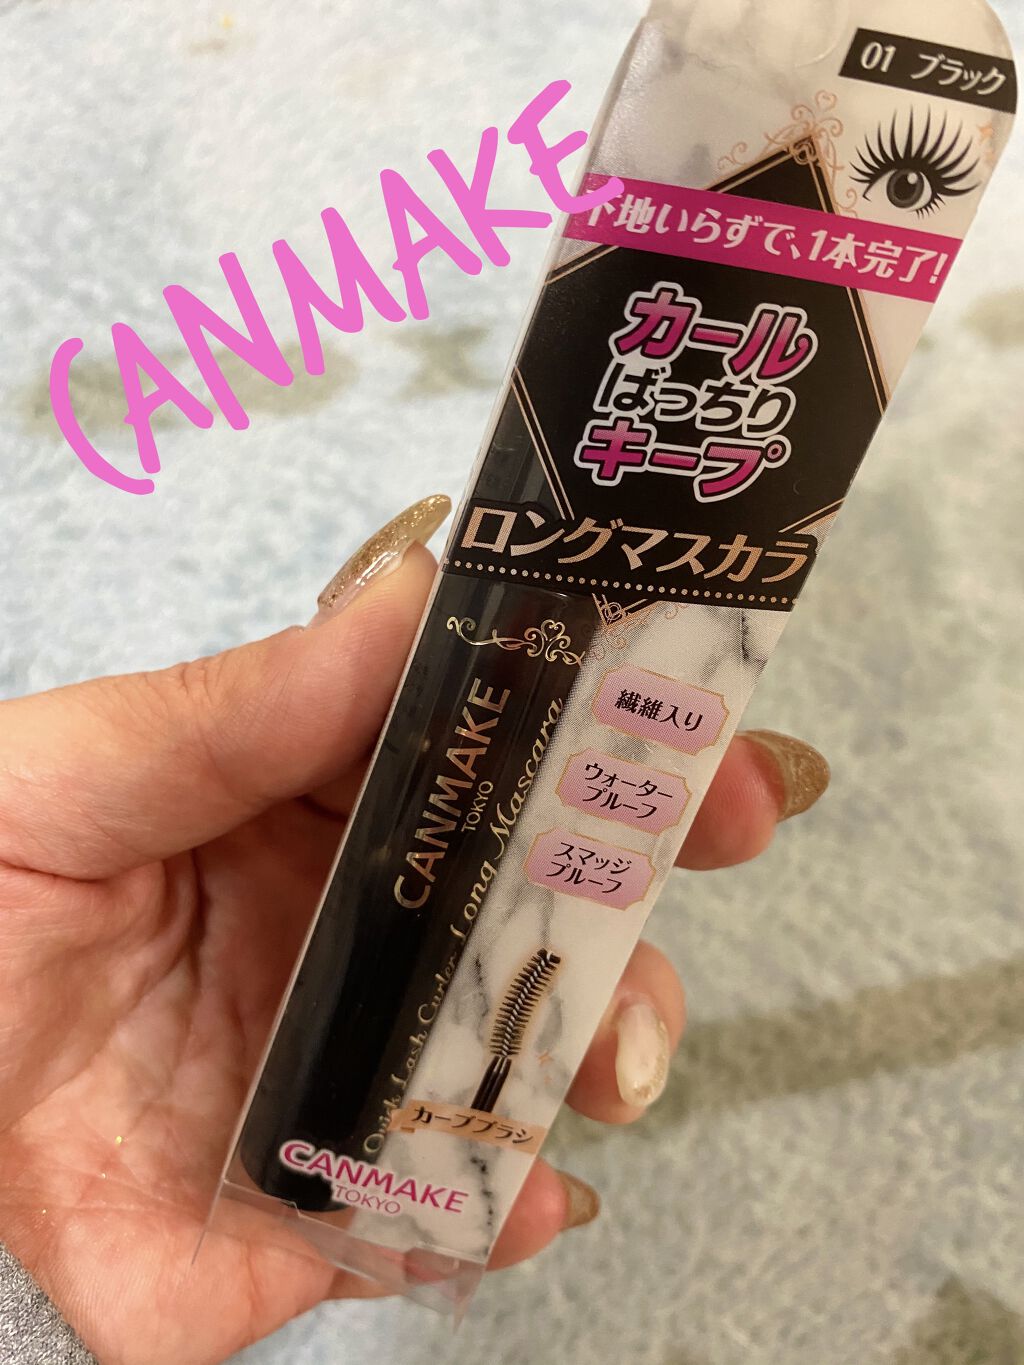 CANMAKE
01 ブラック
下地いらずで、1本完了!
カール
ばっちり
キープ
ロングマスカラ
CANMAKE
TOKYO
Quick Lash Curler Long Mascara
繊維入り
ウォーター
プルーフ
スマッジ
プルーフ
カーブブラシ
CANMAKE
TOKYO